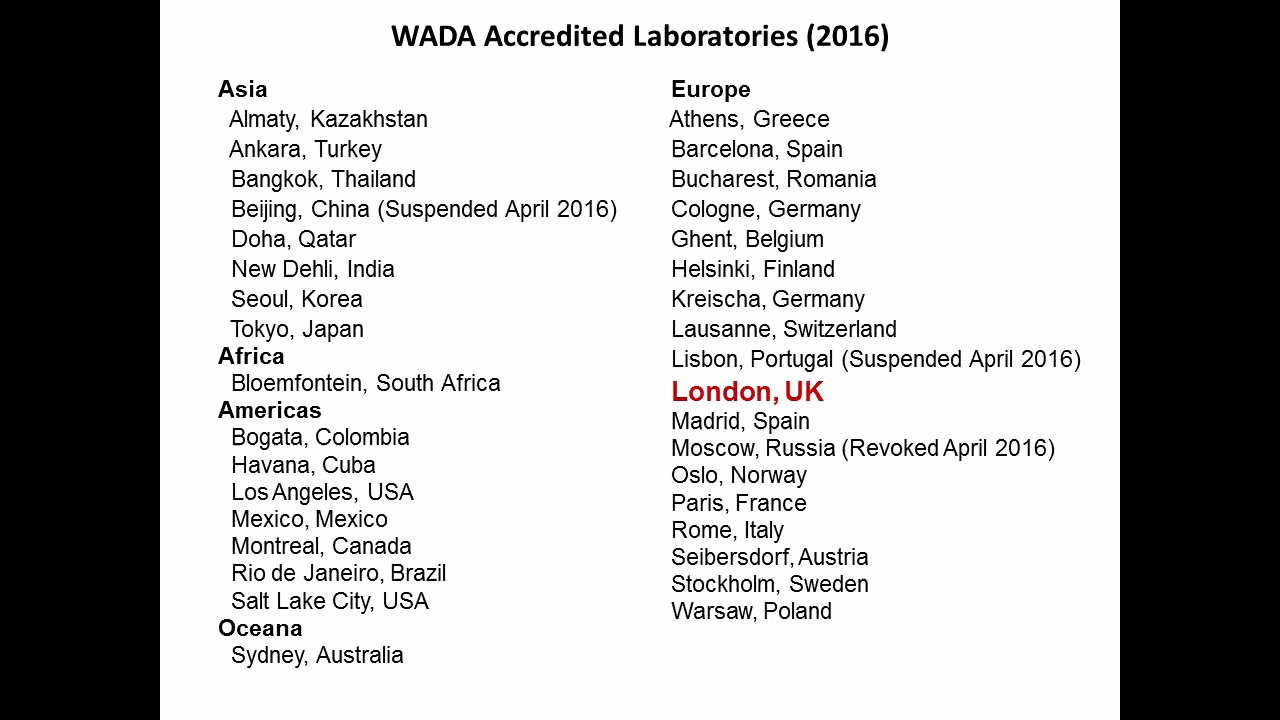 WADA Accredited Laboratories (2016)
Asia
Almaty, Kazakhstan
Ankara, Turkey
Bangkok, Thailand
Beijing, China (Suspended April 2016)
Doha, Qatar
New Dehli, India
Seoul, Korea
Tokyo, Japan
Africa
Bloemfontein, South Africa
Americas
Bogata, Colombia
Havana, Cuba
Los Angeles, USA
Mexico, Mexico
Montreal, Canada
Rio de Janeiro, Brazil
Salt Lake City, USA
Oceana
Sydney, Australia
Europe
Athens, Greece
Barcelona, Spain
Bucharest, Romania
Cologne, Germany
Ghent, Belgium
Helsinki, Finland
Kreischa, Germany
Lausanne, Switzerland
Lisbon, Portugal (Suspended April 2016)
London, UK
Madrid, Spain
Moscow, Russia (Revoked April 2016)
Oslo, Norway
Paris, France
Rome, Italy
Seibersdorf, Austria
Stockholm, Sweden
Warsaw, Poland